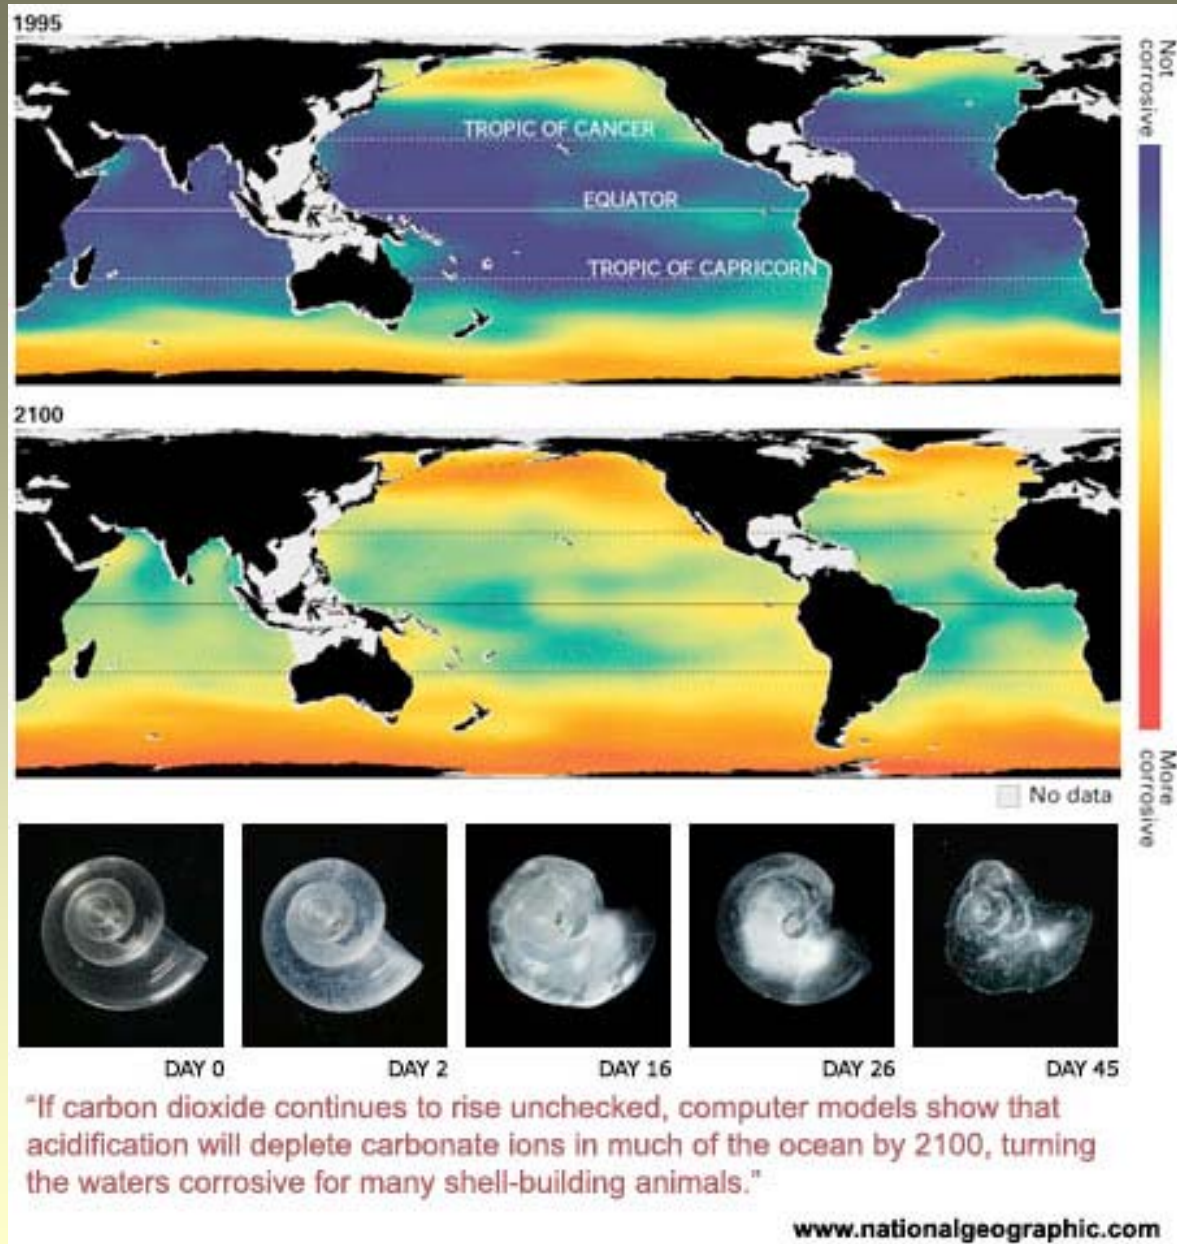 1995
Not corrosive
TROPIC OF CANCER
EQUATOR
TROPIC OF CAPRICORN
2100
More corrosive
No data
DAY 0
DAY 2
DAY 16
DAY 26
DAY 45
“If carbon dioxide continues to rise unchecked, computer models show that
acidification will deplete carbonate ions in much of the ocean by 2100, turning
the waters corrosive for many shell-building animals.”
www.nationalgeographic.com